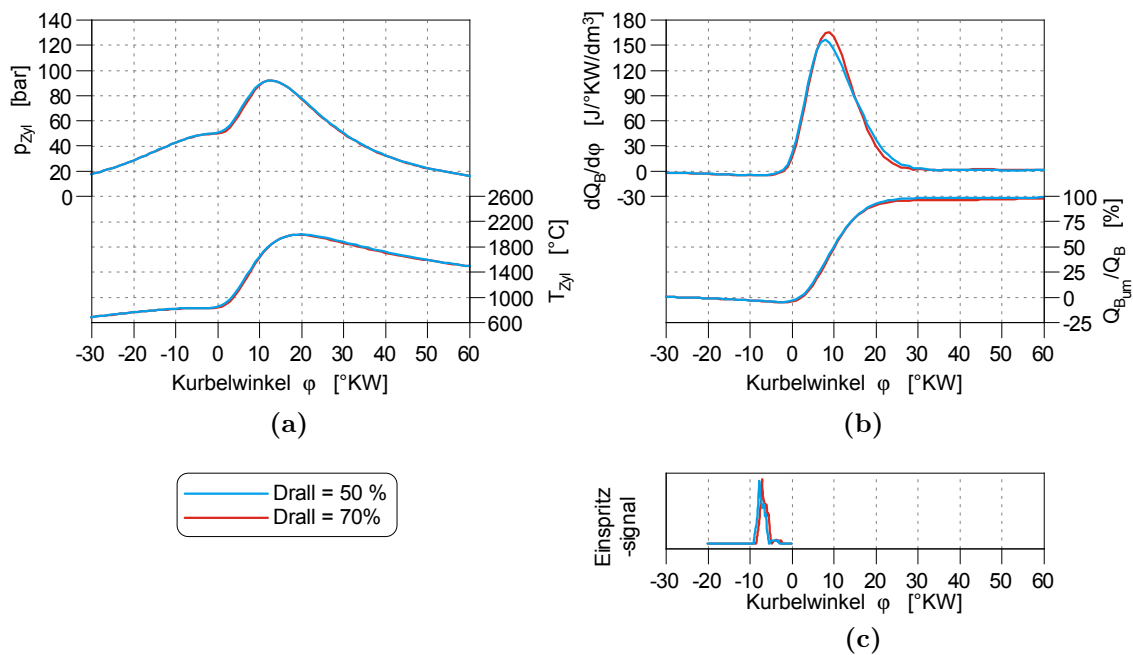 140
120
100
80
60
40
20
0
p_Zyl [bar]
2600
2200
1800
1400
1000
600
T_Zyl [°C]
-30 -20 -10 0 10 20 30 40 50 60
Kurbelwinkel φ [°KW]
(a)
180
150
120
90
60
30
0
-30
dQ_B/dφ [J/°KW/dm³]
100
75
50
25
0
-25
Q_B_um/Q_B [%]
-30 -20 -10 0 10 20 30 40 50 60
Kurbelwinkel φ [°KW]
(b)
Drall = 50 %
Drall = 70%
Einspritz
-signal
-30 -20 -10 0 10 20 30 40 50 60
Kurbelwinkel φ [°KW]
(c)